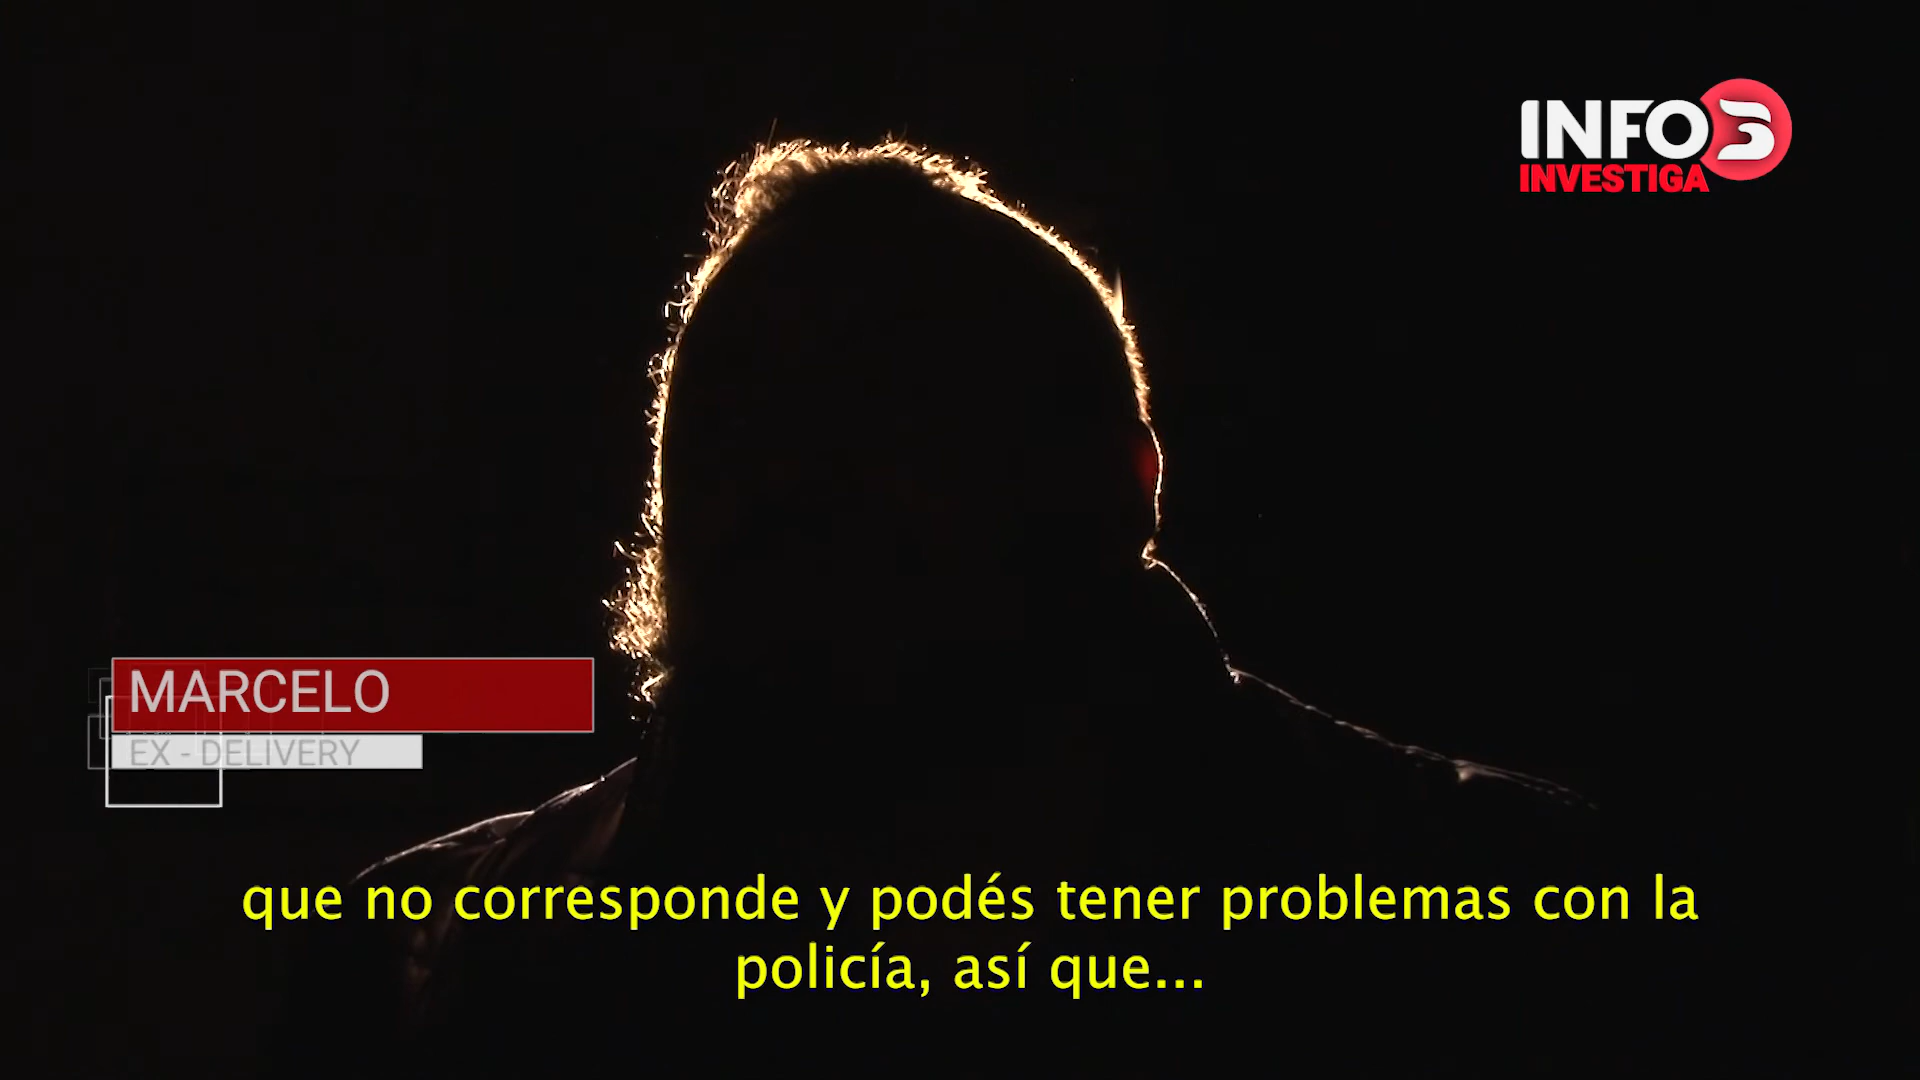 INFO3
INVESTIGA
MARCELO
EX - DELIVERY
que no corresponde y podés tener problemas con la
policía, así que...